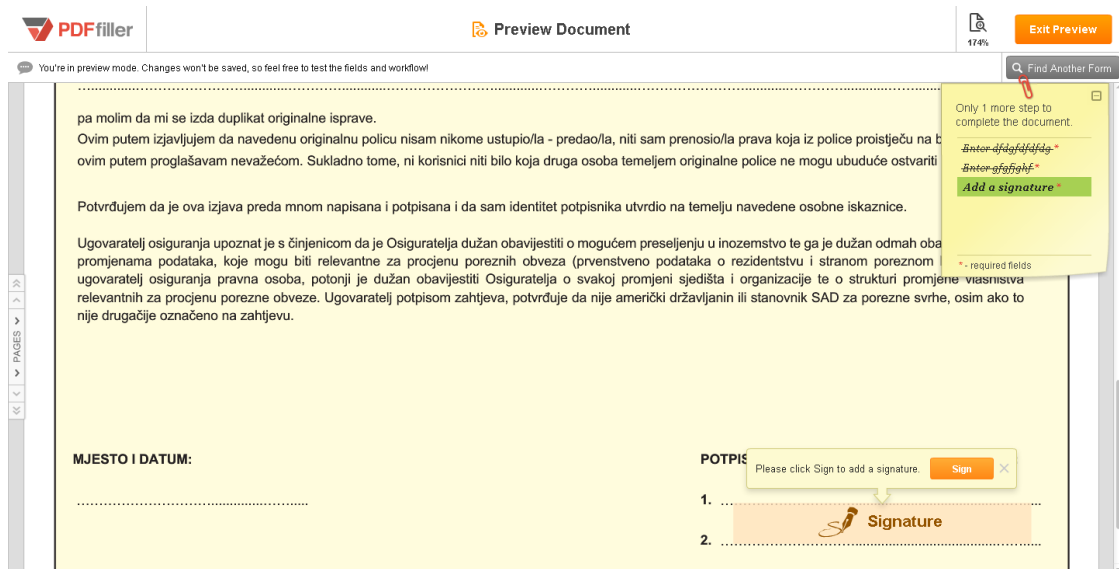 PDFfiller
Preview Document
174%
Exit Preview
You're in preview mode. Changes won't be saved, so feel free to test the fields and workflow!
Find Another Form
Only 1 more step to
complete the document.
Enter dfdgfdfdfdg *
Enter gfgfjghf *
Add a signature *
* - required fields
pa molim da mi se izda duplikat originalne isprave.
Ovim putem izjavljujem da navedenu originalnu policu nisam nikome ustupio/la - predao/la, niti sam prenosio/la prava koja iz police proistječu na b
ovim putem proglašavam nevažećom. Sukladno tome, ni korisnici niti bilo koja druga osoba temeljem originalne police ne mogu ubuduće ostvariti
Potvrđujem da je ova izjava preda mnom napisana i potpisana i da sam identitet potpisnika utvrdio na temelju navedene osobne iskaznice.
Ugovaratelj osiguranja upoznat je s činjenicom da je Osiguratelja dužan obavijestiti o mogućem preseljenju u inozemstvo te ga je dužan odmah oba
promjenama podataka, koje mogu biti relevantne za procjenu poreznih obveza (prvenstveno podataka o rezidentstvu i stranom poreznom
ugovaratelj osiguranja pravna osoba, potonji je dužan obavijestiti Osiguratelja o svakoj promjeni sjedišta i organizacije te o strukturi promjene vlasništva
relevantnih za procjenu porezne obveze. Ugovaratelj potpisom zahtjeva, potvrđuje da nije američki državljanin ili stanovnik SAD za porezne svrhe, osim ako to
nije drugačije označeno na zahtjevu.
PAGES
MJESTO I DATUM:
POTPIS
Please click Sign to add a signature.
Sign
1.
Signature
2.